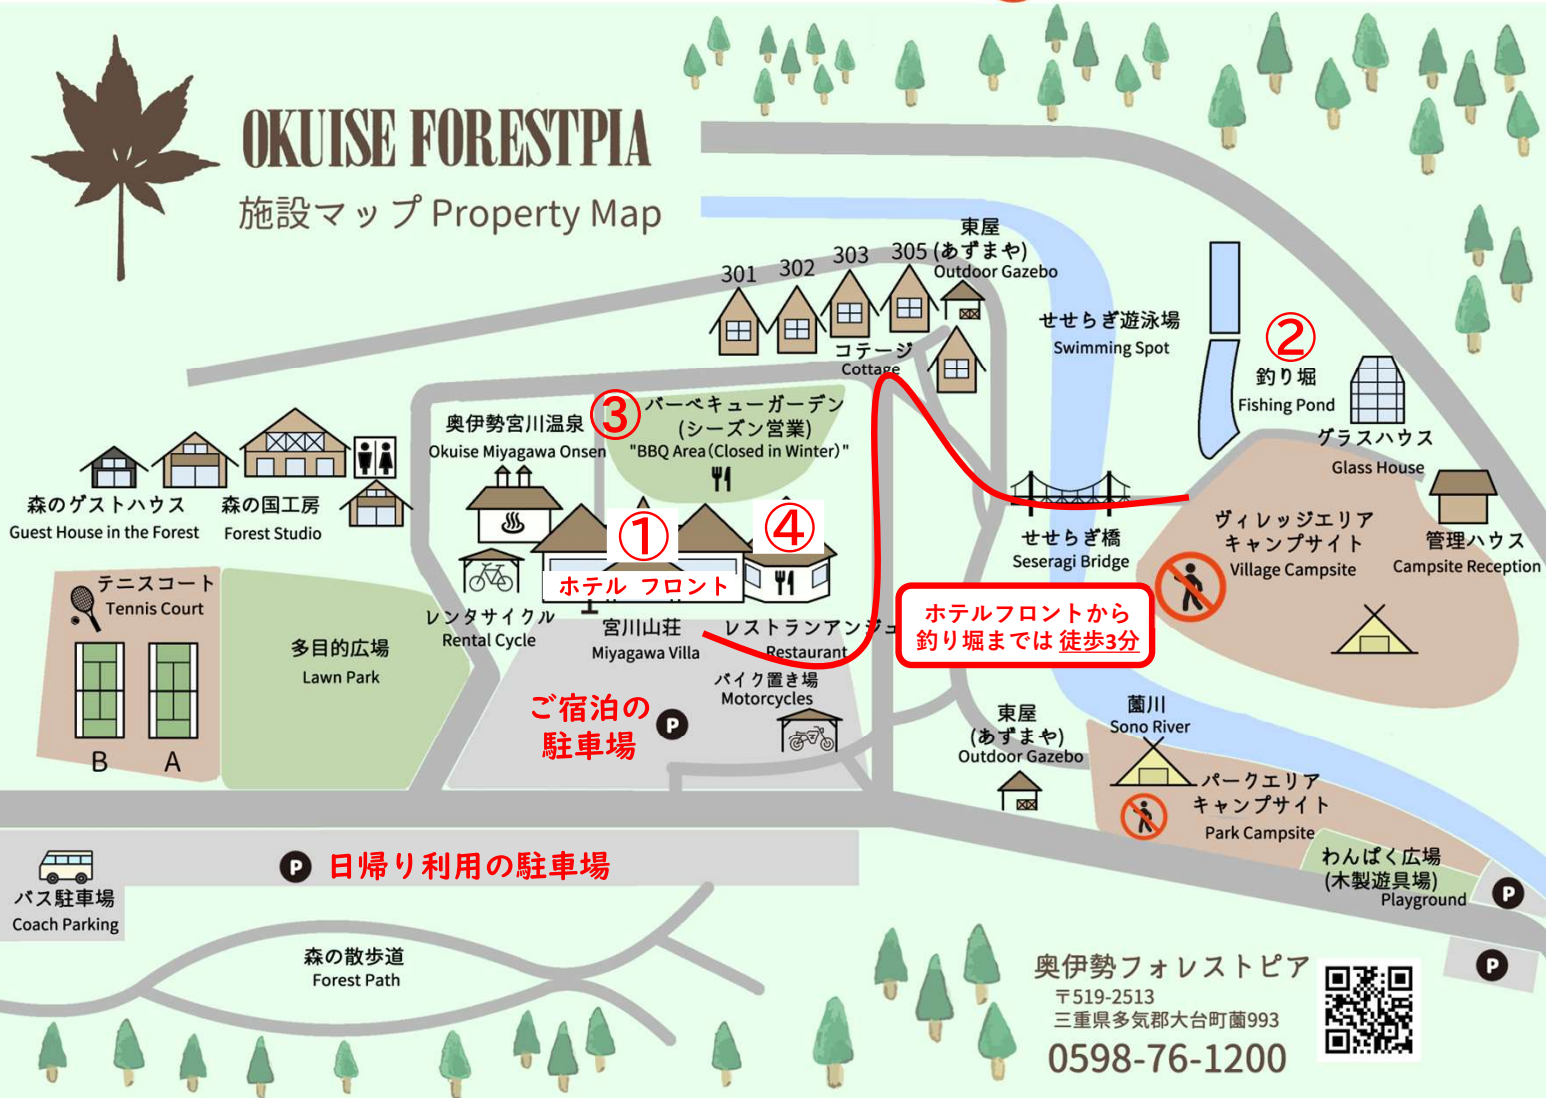 OKUISE FORESTPIA
施設マップ Property Map
301
302
303
305
東屋
(あずまや)
Outdoor Gazebo
コテージ
Cottage
せせらぎ遊泳場
Swimming Spot
②
釣り堀
Fishing Pond
グラスハウス
Glass House
奥伊勢宮川温泉
Okuise Miyagawa Onsen
③
バーベキューガーデン
(シーズン営業)
"BBQ Area(Closed in Winter)"
森のゲストハウス
Guest House in the Forest
森の国工房
Forest Studio
①
ホテル フロント
④
せせらぎ橋
Seseragi Bridge
ヴィレッジエリア
キャンプサイト
Village Campsite
管理ハウス
Campsite Reception
テニスコート
Tennis Court
B
A
多目的広場
Lawn Park
レンタサイクル
Rental Cycle
宮川山荘
Miyagawa Villa
レストランアンジュ
Restaurant
ホテルフロントから
釣り堀までは 徒歩3分
バイク置き場
Motorcycles
ご宿泊の
駐車場
P
東屋
(あずまや)
Outdoor Gazebo
薗川
Sono River
パークエリア
キャンプサイト
Park Campsite
わんぱく広場
(木製遊具場)
Playground
P
P
バス駐車場
Coach Parking
P
日帰り利用の駐車場
森の散歩道
Forest Path
奥伊勢フォレストピア
〒519-2513
三重県多気郡大台町薗993
0598-76-1200